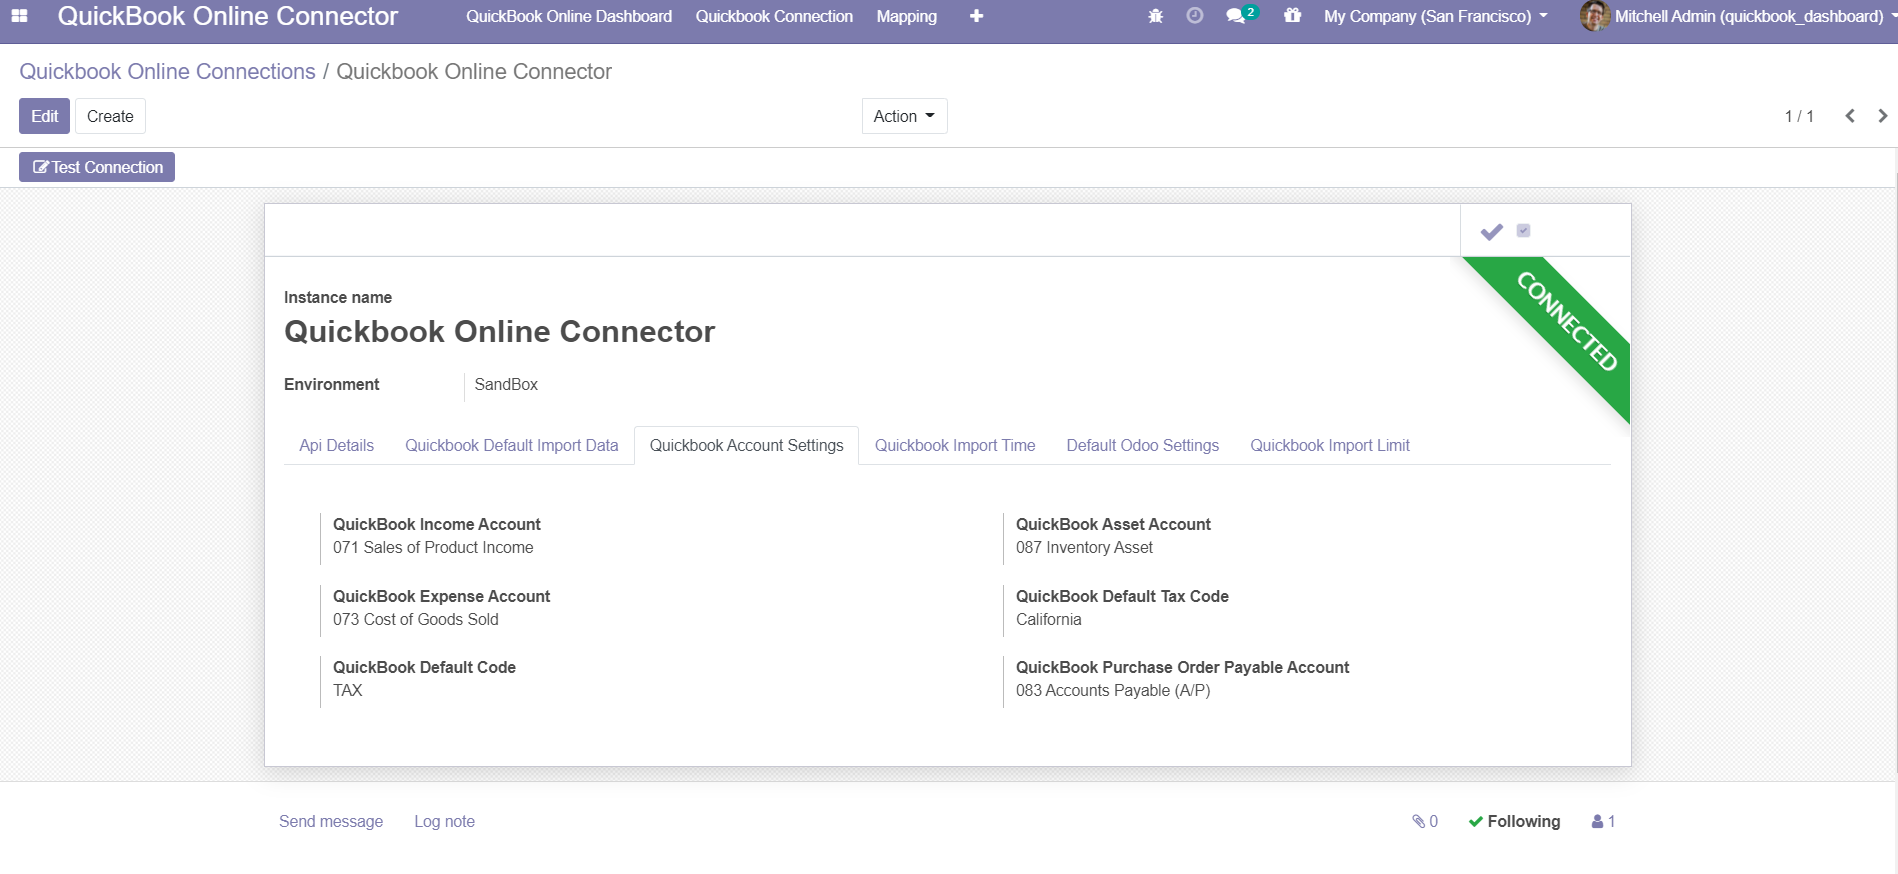 QuickBook Online Connector QuickBook Online Dashboard Quickbook Connection Mapping 2 My Company (San Francisco) Mitchell Admin (quickbook_dashboard)
Quickbook Online Connections / Quickbook Online Connector
Edit Create Action 1 / 1
Test Connection
CONNECTED
Instance name
Quickbook Online Connector
Environment SandBox
Api Details Quickbook Default Import Data Quickbook Account Settings Quickbook Import Time Default Odoo Settings Quickbook Import Limit
QuickBook Income Account
071 Sales of Product Income
QuickBook Asset Account
087 Inventory Asset
QuickBook Expense Account
073 Cost of Goods Sold
QuickBook Default Tax Code
California
QuickBook Default Code
TAX
QuickBook Purchase Order Payable Account
083 Accounts Payable (A/P)
Send message Log note 0 Following 1